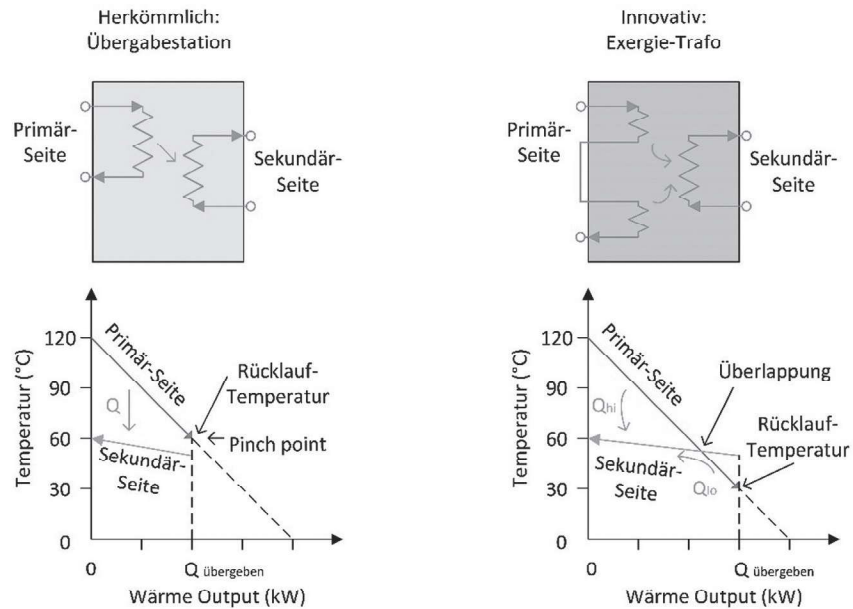 Herkömmlich:
Übergabestation
Primär-
Seite
Sekundär-
Seite
Temperatur (°C)
120
90
60
30
0
Primär-Seite
Q
Sekundär-
Seite
Rücklauf-
Temperatur
Pinch point
0
Q übergeben
Wärme Output (kW)
Innovativ:
Exergie-Trafo
Primär-
Seite
Sekundär-
Seite
Temperatur (°C)
120
90
60
30
0
Primär-Seite
Qhi
Überlappung
Rücklauf-
Temperatur
Sekundär-
Seite
Qlo
0
Q übergeben
Wärme Output (kW)